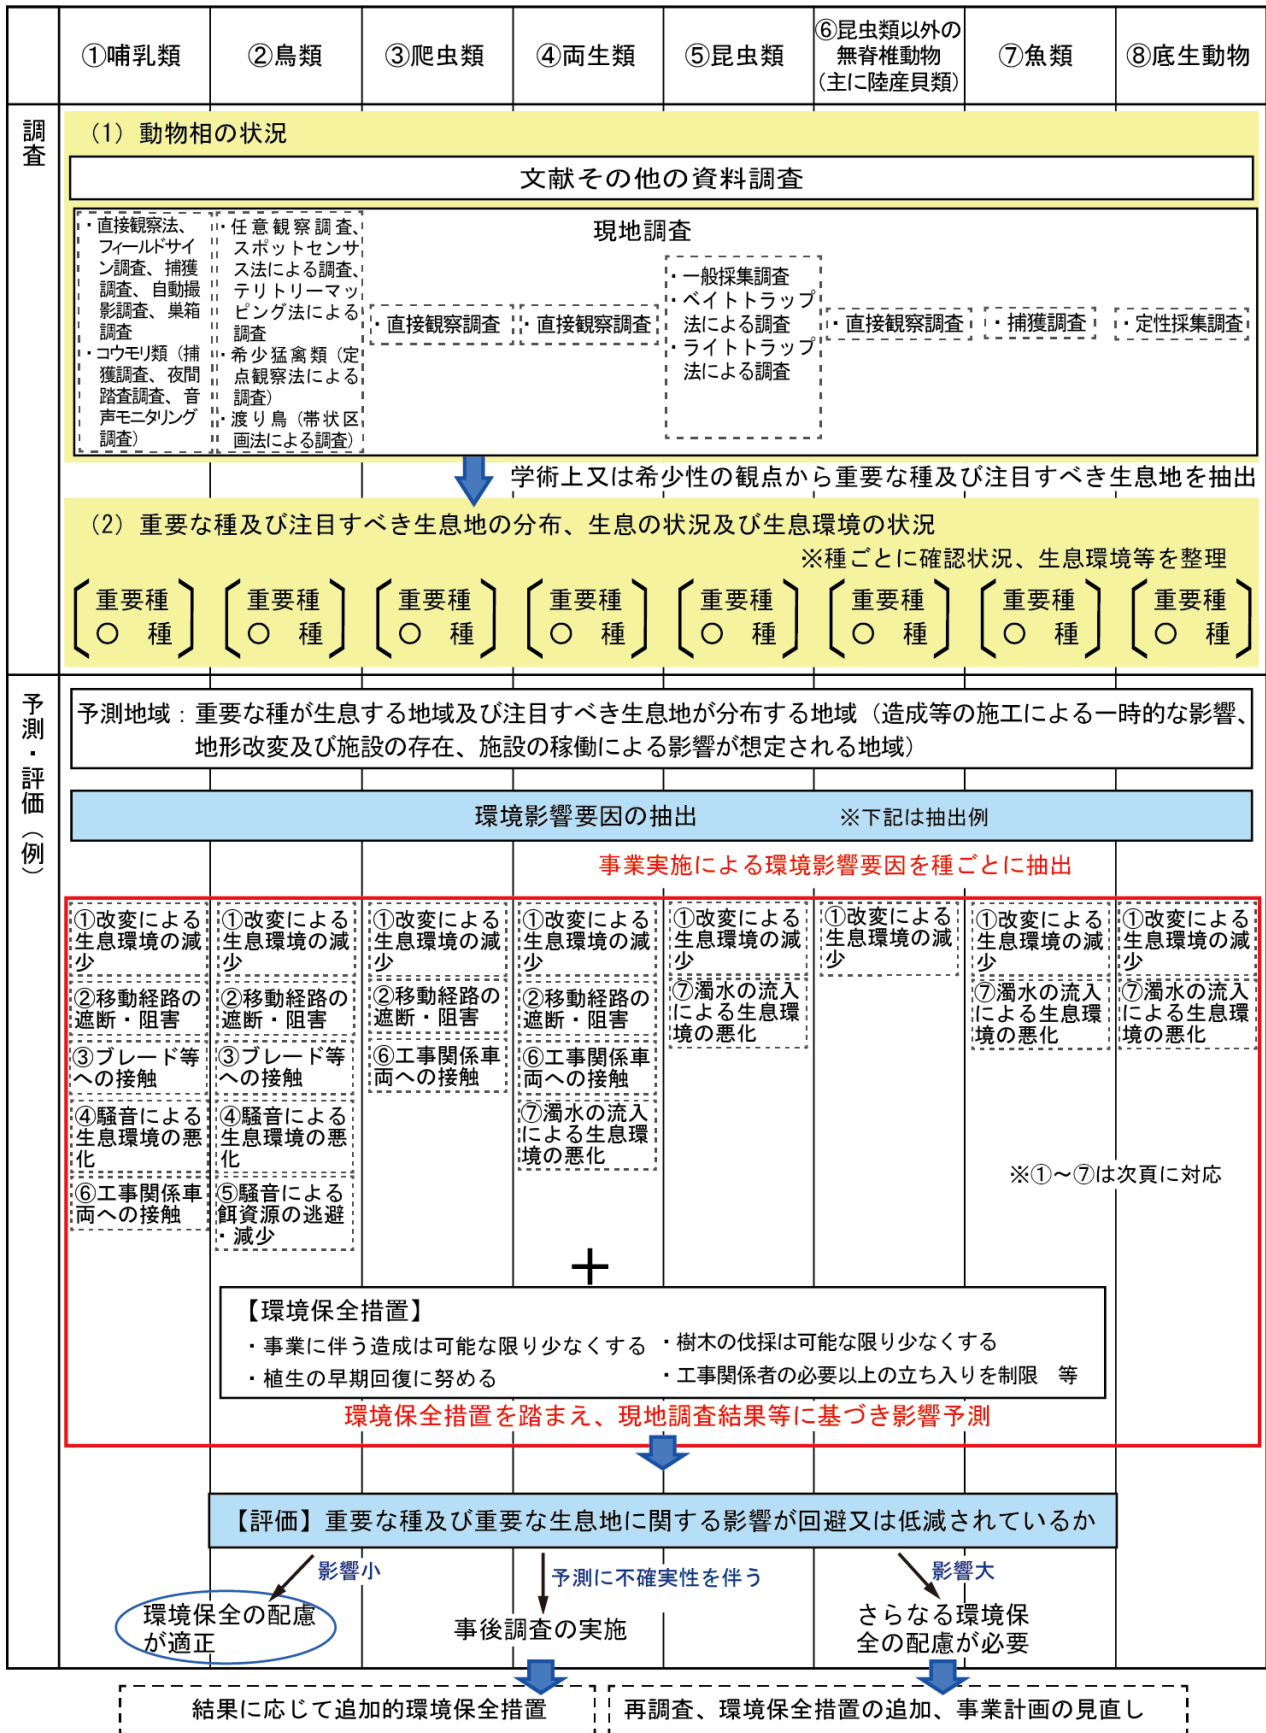 ①哺乳類
②鳥類
③爬虫類
④両生類
⑤昆虫類
⑥昆虫類以外の
無脊椎動物
(主に陸産貝類)
⑦魚類
⑧底生動物
調査
(1) 動物相の状況
文献その他の資料調査
現地調査
・直接観察法、
フィールドサイ
ン調査、捕獲
調査、自動撮
影調査、巣箱
調査
・コウモリ類（捕
獲調査、夜間
踏査調査、音
声モニタリング
調査）
・任意観察調査、
スポットセンサ
ス法による調査、
テリトリーマッ
ピング法による
調査
・希少猛禽類（定
点観察法による
調査）
・渡り鳥（帯状区
画法による調査）
・直接観察調査
・直接観察調査
・一般採集調査
・ベイトトラップ
法による調査
・ライトトラップ
法による調査
・直接観察調査
・捕獲調査
・定性採集調査
学術上又は希少性の観点から重要な種及び注目すべき生息地を抽出
(2) 重要な種及び注目すべき生息地の分布、生息の状況及び生息環境の状況
※種ごとに確認状況、生息環境等を整理
重要種
〇 種
重要種
〇 種
重要種
〇 種
重要種
〇 種
重要種
〇 種
重要種
〇 種
重要種
〇 種
重要種
〇 種
予測・評価（例）
予測地域：重要な種が生息する地域及び注目すべき生息地が分布する地域（造成等の施工による一時的な影響、
地形改変及び施設の存在、施設の稼働による影響が想定される地域）
環境影響要因の抽出 ※下記は抽出例
事業実施による環境影響要因を種ごとに抽出
①改変による
生息環境の減
少
②移動経路の
遮断・阻害
③ブレード等
への接触
④騒音による
生息環境の悪
化
⑥工事関係車
両への接触
①改変による
生息環境の減
少
②移動経路の
遮断・阻害
③ブレード等
への接触
④騒音による
生息環境の悪
化
⑤騒音による
餌資源の逃避
・減少
①改変による
生息環境の減
少
②移動経路の
遮断・阻害
⑥工事関係車
両への接触
①改変による
生息環境の減
少
②移動経路の
遮断・阻害
⑥工事関係車
両への接触
⑦濁水の流入
による生息環
境の悪化
①改変による
生息環境の減
少
⑦濁水の流入
による生息環
境の悪化
①改変による
生息環境の減
少
①改変による
生息環境の減
少
⑦濁水の流入
による生息環
境の悪化
①改変による
生息環境の減
少
⑦濁水の流入
による生息環
境の悪化
※①～⑦は次頁に対応
＋
【環境保全措置】
・事業に伴う造成は可能な限り少なくする ・樹木の伐採は可能な限り少なくする
・植生の早期回復に努める ・工事関係者の必要以上の立ち入りを制限 等
環境保全措置を踏まえ、現地調査結果等に基づき影響予測
【評価】重要な種及び重要な生息地に関する影響が回避又は低減されているか
影響小
予測に不確実性を伴う
影響大
環境保全の配慮
が適正
事後調査の実施
さらなる環境保
全の配慮が必要
結果に応じて追加的環境保全措置
再調査、環境保全措置の追加、事業計画の見直し